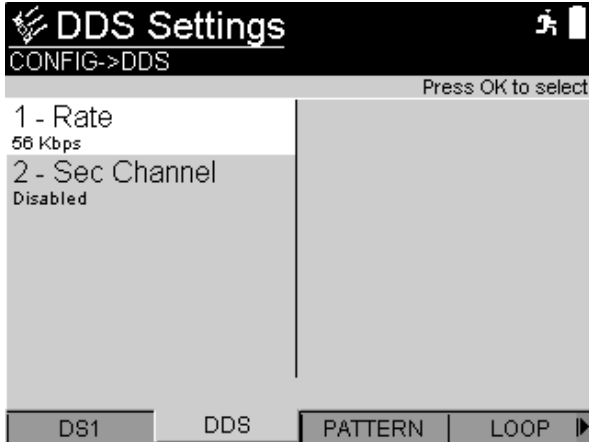 DDS Settings
CONFIG->DDS
Press OK to select
1 - Rate
56 Kbps
2 - Sec Channel
Disabled
DS1 DDS PATTERN LOOP